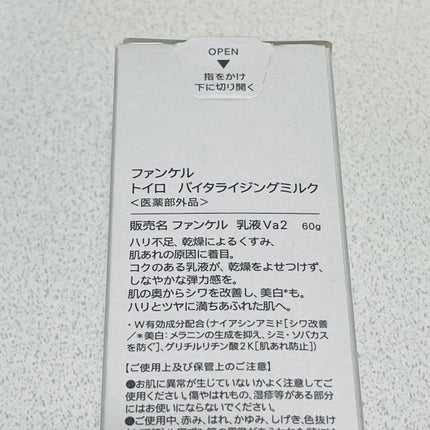 OPEN
▼
指をかけ
下に切り開く
ファンケル
トイロ バイタライジングミルク
<医薬部外品>
販売名 ファンケル 乳液Va2 60g
ハリ不足、乾燥によるくすみ、
肌あれの原因に着目。
コクのある乳液が、乾燥をよせつけず、
しなやかな弾力感を。
肌の奥からシワを改善し、美白*も。
ハリとツヤに満ちあふれた肌へ。
・W有効成分配合(ナイアシンアミド[シワ改善
/*美白:メラニンの生成を抑え、シミ・ソバカス
を防ぐ]、グリチルリチン酸2K[肌あれ防止])
【ご使用上及び保管上のご注意】
●お肌に異常が生じていないかよく注意してご
使用ください。傷やはれもの、湿疹等がある部分
にはお使いにならないでください。
●ご使用中、赤み、はれ、かゆみ、しげき、色抜け